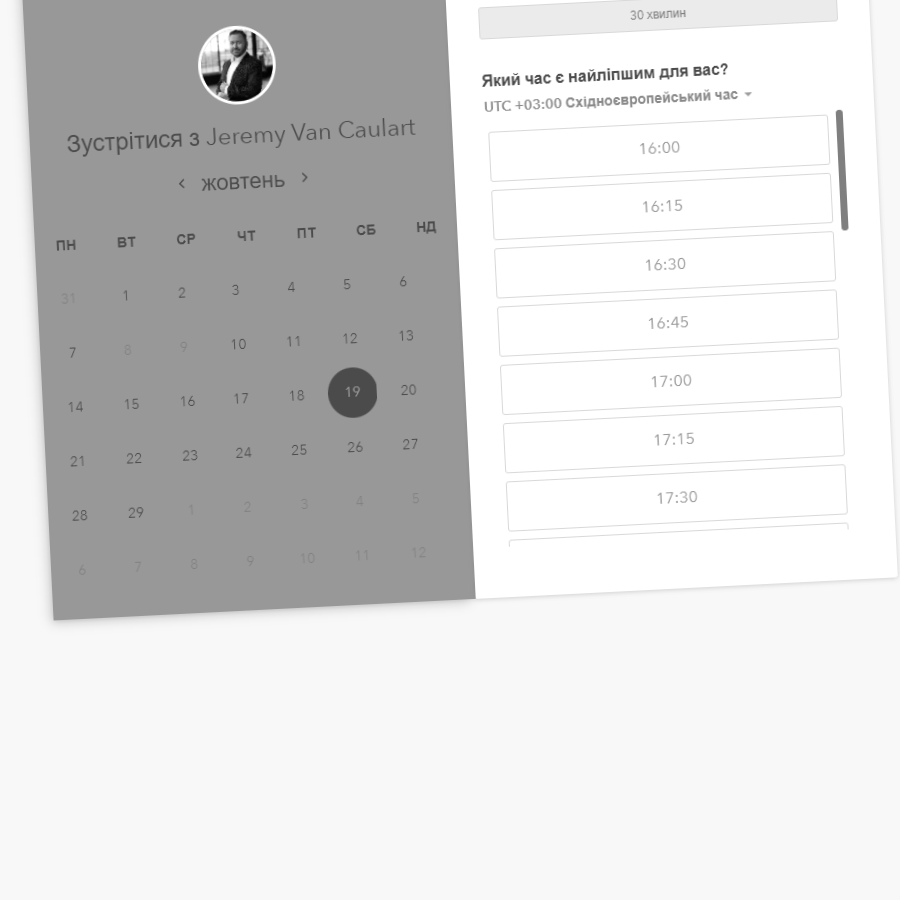 30 хвилин
Зустрітися з Jeremy Van Caulart
жовтень
ПН ВТ СР ЧТ ПТ СБ НД
31 1 2 3 4 5 6
7 8 9 10 11 12 13
14 15 16 17 18 19 20
21 22 23 24 25 26 27
28 29 1 2 3 4 5
6 7 8 9 10 11 12
Який час є найліпшим для вас?
UTC +03:00 Східноєвропейський час
16:00
16:15
16:30
16:45
17:00
17:15
17:30